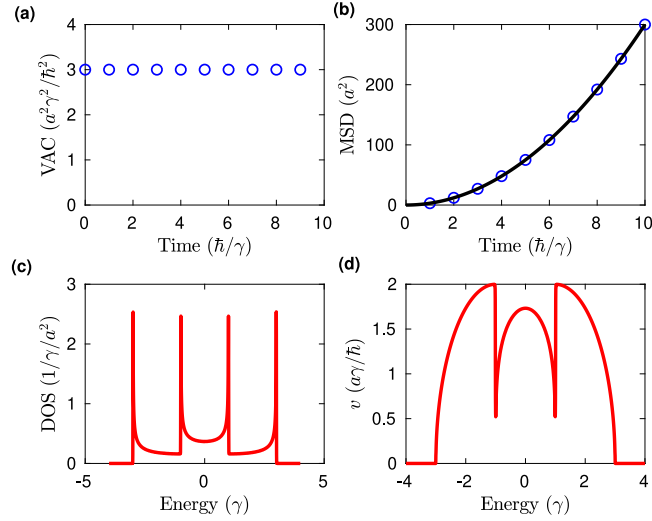 (a)
4
3
2
1
0
VAC (a²γ²/ħ²)
0 2 4 6 8 10
Time (ħ/γ)
(b)
300
200
100
0
MSD (a²)
0 2 4 6 8 10
Time (ħ/γ)
(c)
3
2
1
0
DOS (1/γ/a²)
-5 0 5
Energy (γ)
(d)
2
1.5
1
0.5
0
v (aγ/ħ)
-4 -2 0 2 4
Energy (γ)